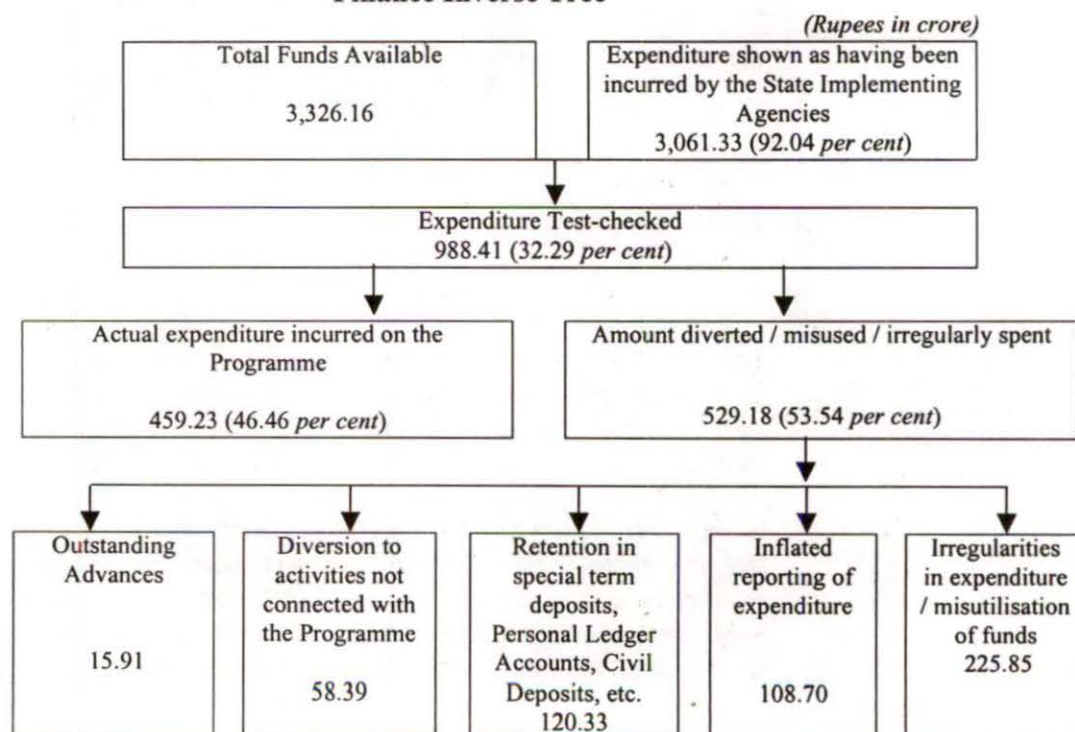 Finance Inverse Tree
(Rupees in crore)
Total Funds Available
3,326.16
Expenditure shown as having been
incurred by the State Implementing
Agencies
3,061.33 (92.04 per cent)
Expenditure Test-checked
988.41 (32.29 per cent)
Actual expenditure incurred on the
Programme
459.23 (46.46 per cent)
Amount diverted / misused / irregularly spent
529.18 (53.54 per cent)
Outstanding
Advances
15.91
Diversion to
activities not
connected with
the Programme
58.39
Retention in
special term
deposits,
Personal Ledger
Accounts, Civil
Deposits, etc.
120.33
Inflated
reporting of
expenditure
108.70
Irregularities
in expenditure
/ misutilisation
of funds
225.85